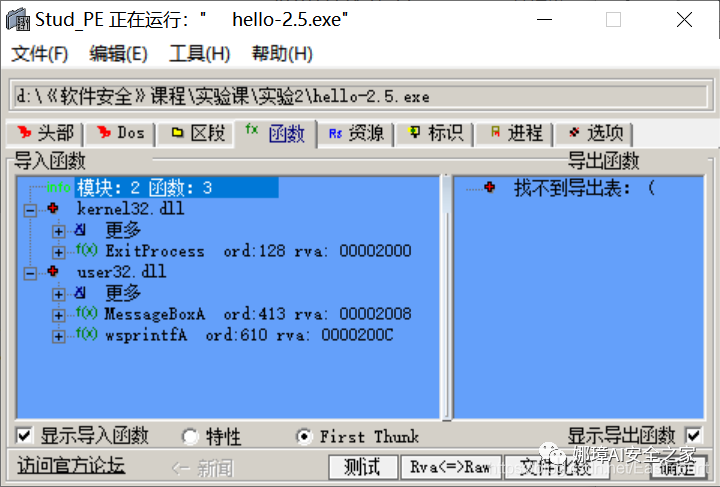 Stud_PE 正在运行："    hello-2.5.exe"
文件(F) 编辑(E) 工具(H) 帮助(H)
d:\《软件安全》课程\实验课\实验2\hello-2.5.exe
头部 Dos 区段 fx 函数 Rs 资源 标识 进程 选项
导入函数 导出函数
info 模块：2 函数：3
找不到导出表： (
kernel32.dll
更多
f(x) ExitProcess ord:128 rva: 00002000
user32.dll
更多
f(x) MessageBoxA ord:413 rva: 00002008
f(x) wsprintfA ord:610 rva: 0000200C
显示导入函数 特性 First Thunk 显示导出函数
访问官方论坛 <- 新闻 测试 Rva<=>Raw 文件比较 确定
娜璋AI安全之家